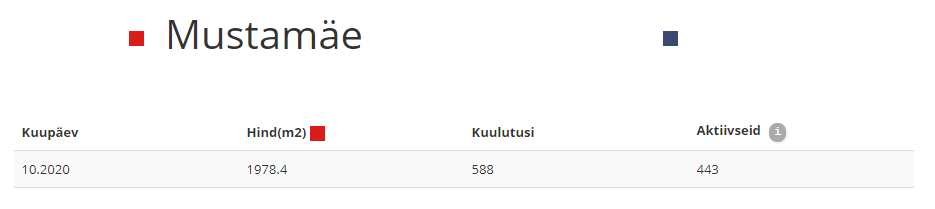 Mustamäe
Kuupäev Hind(m2) Kuulutusi Aktiivseid i
10.2020 1978.4 588 443